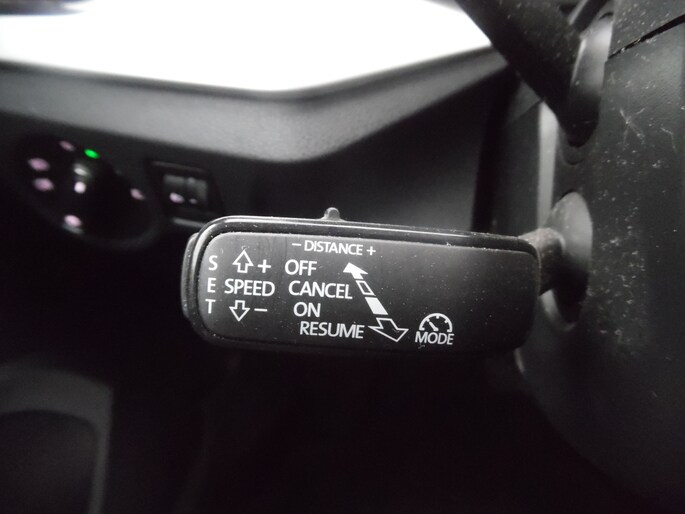 – DISTANCE +
S + OFF
E SPEED CANCEL
T – ON
RESUME
MODE